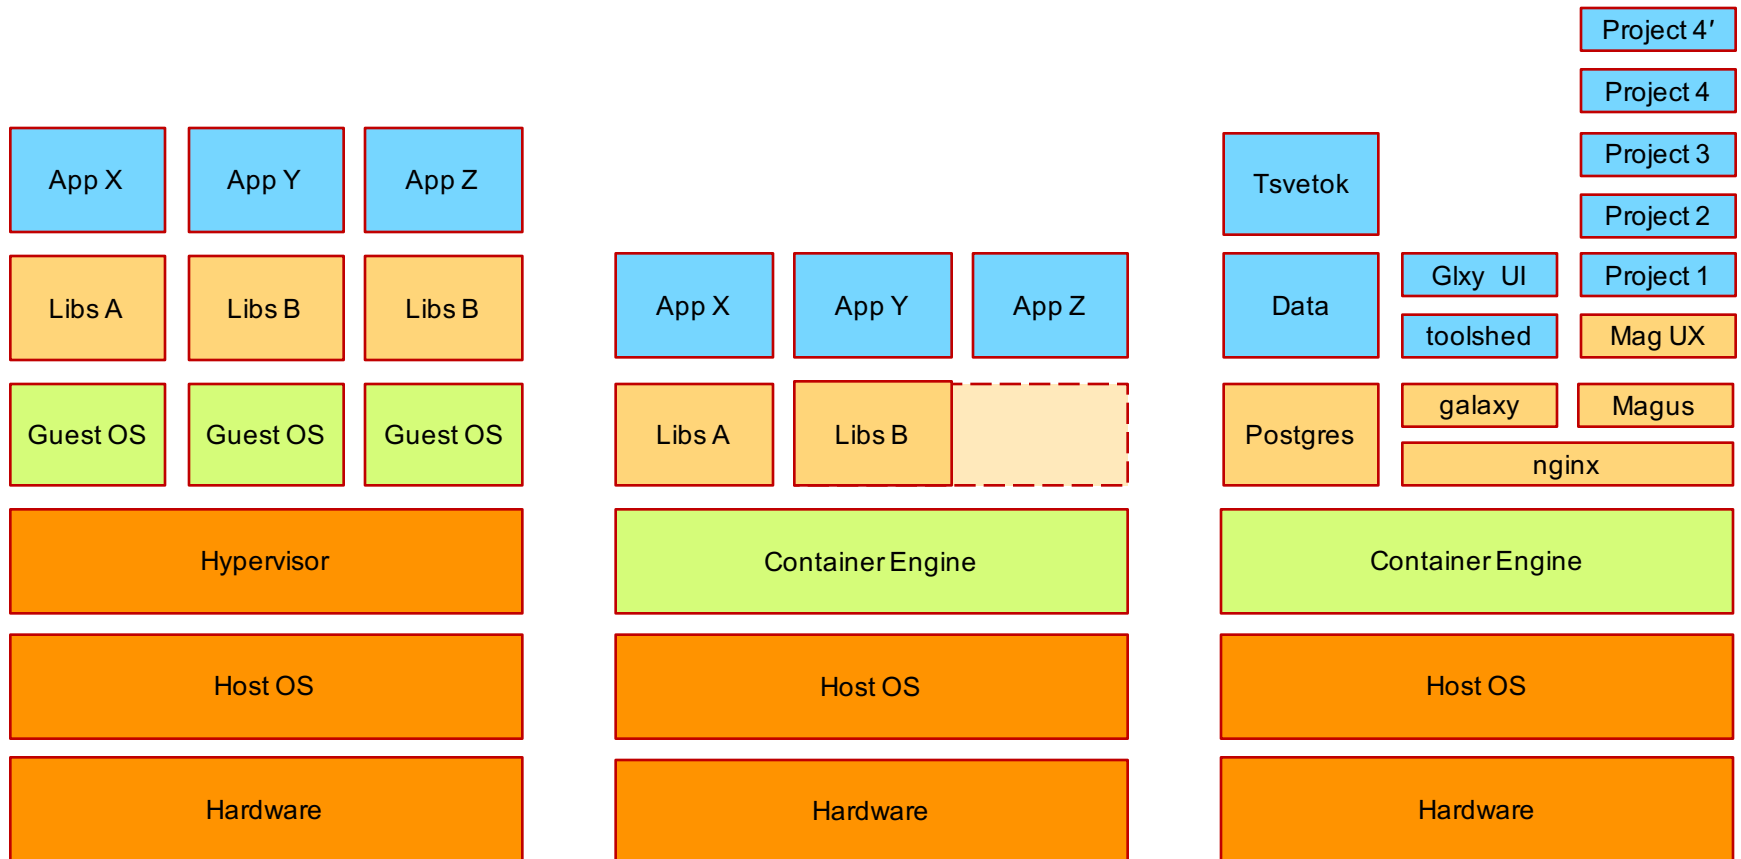 App X
App Y
App Z
Libs A
Libs B
Libs B
Guest OS
Guest OS
Guest OS
Hypervisor
Host OS
Hardware
App X
App Y
App Z
Libs A
Libs B
Container Engine
Host OS
Hardware
Project 4′
Project 4
Project 3
Project 2
Project 1
Mag UX
Magus
Glxy UI
toolshed
galaxy
nginx
Tsvetok
Data
Postgres
Container Engine
Host OS
Hardware